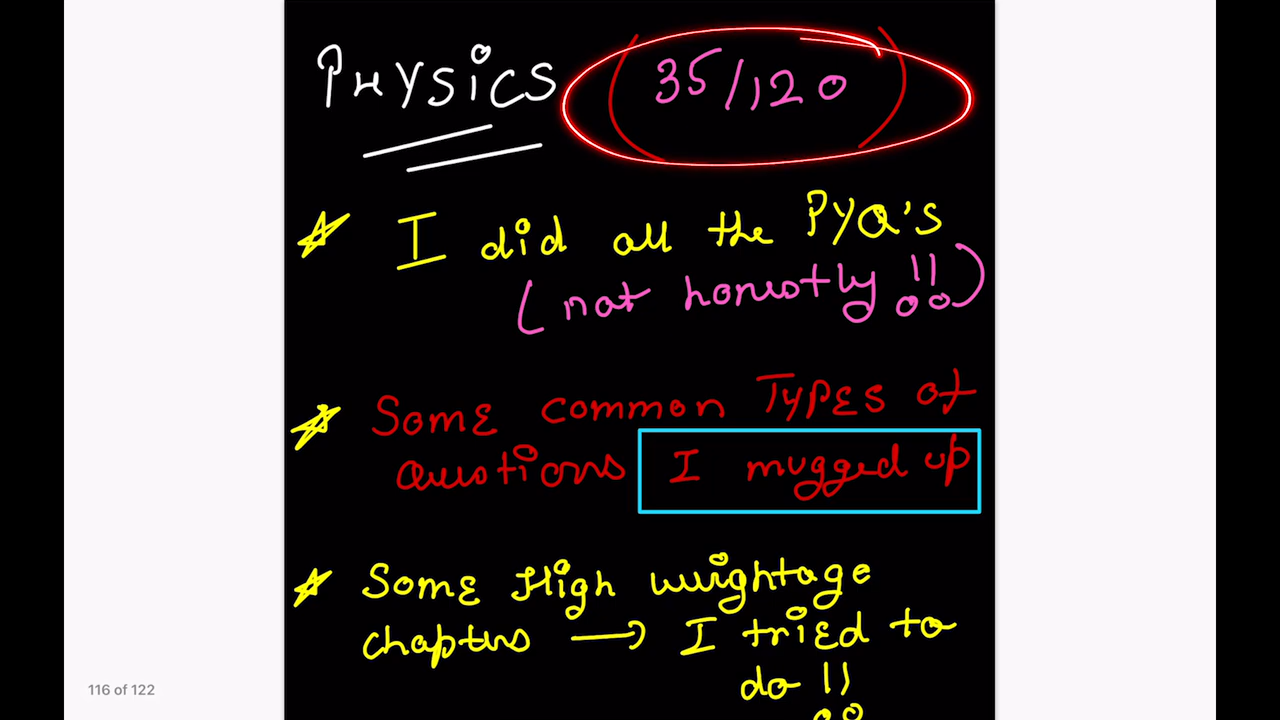 PHYSICS (35/120)
☆ I did all the PYQ's
(not honestly !!)
☆ Some common Types of
Questions I mugged up
☆ Some High weightage
chapters → I tried to
do !!
116 of 122